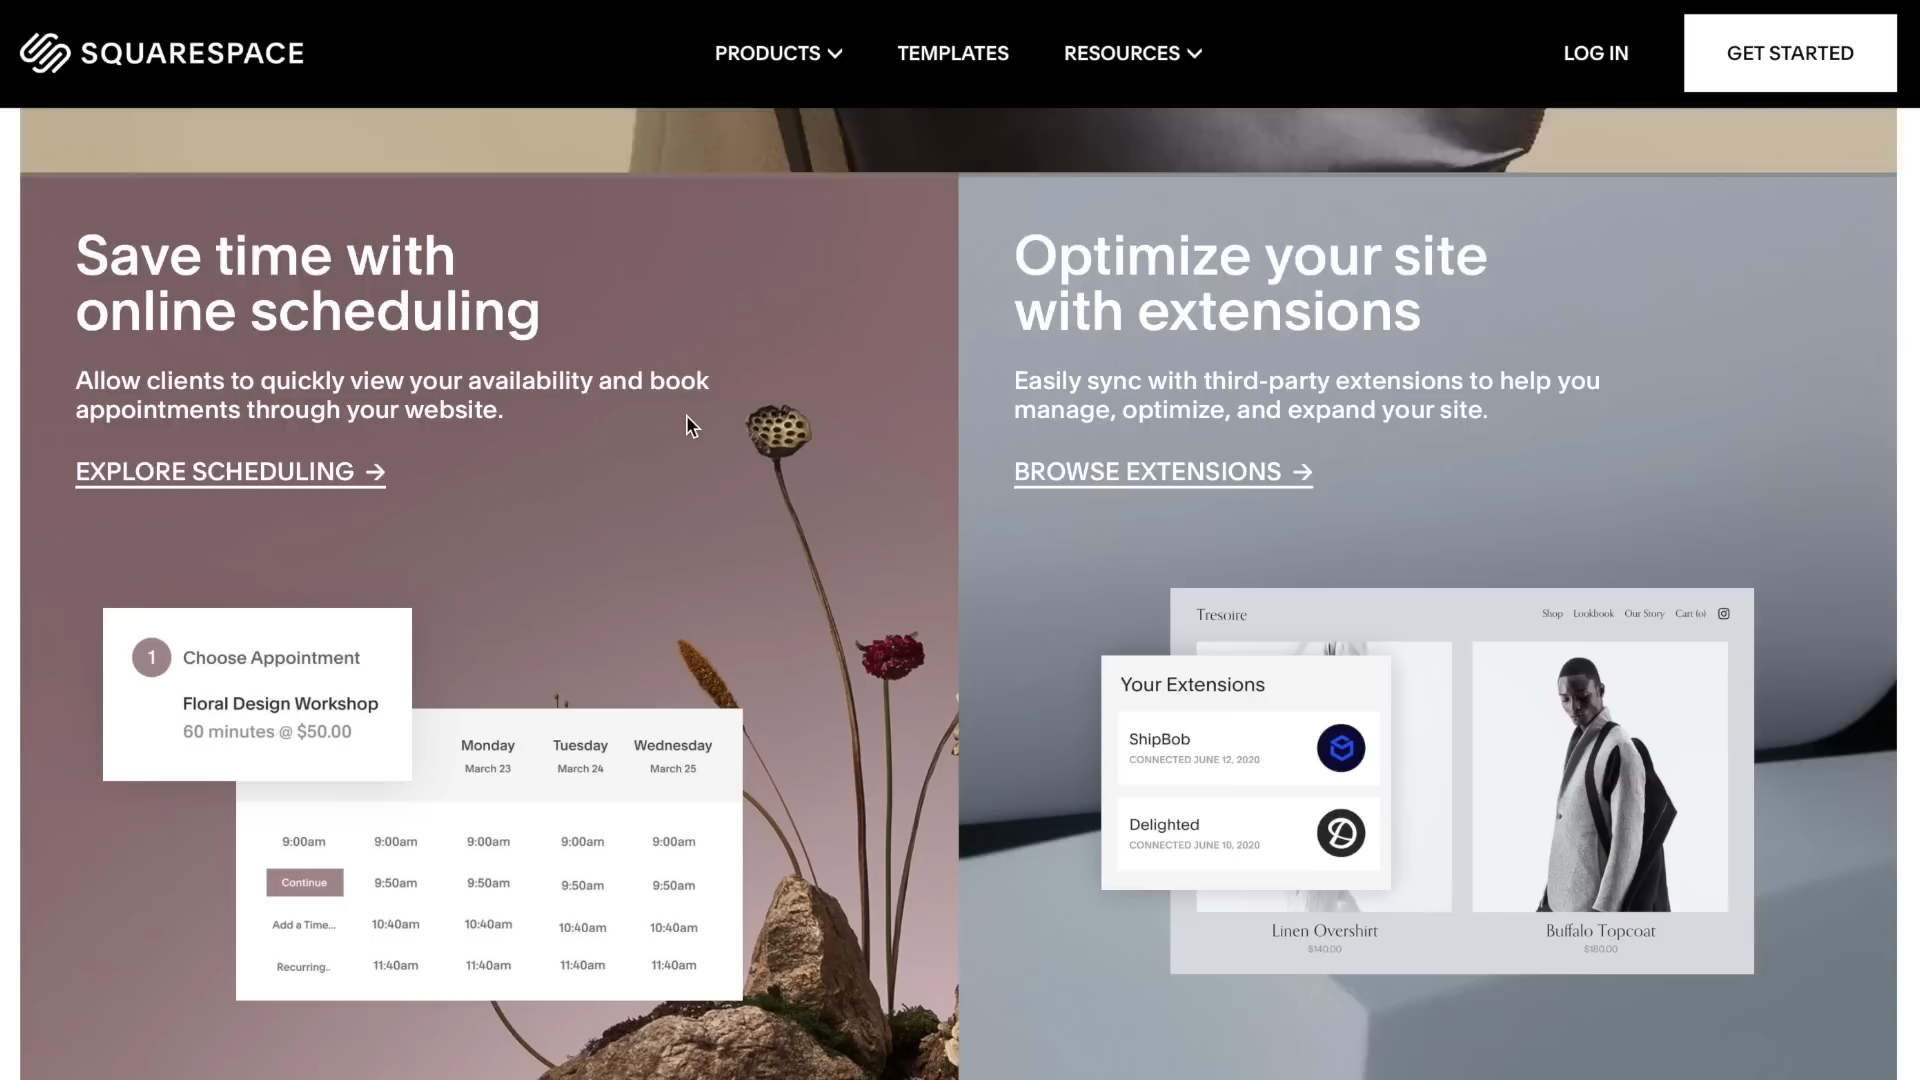 SQUARESPACE
PRODUCTS
TEMPLATES
RESOURCES
LOG IN
GET STARTED
Save time with
online scheduling
Allow clients to quickly view your availability and book
appointments through your website.
EXPLORE SCHEDULING →
1 Choose Appointment
Floral Design Workshop
60 minutes @ $50.00
Monday Tuesday Wednesday
March 23 March 24 March 25
9:00am 9:00am 9:00am 9:00am 9:00am
Continue 9:50am 9:50am 9:50am 9:50am
Add a Time... 10:40am 10:40am 10:40am 10:40am
Recurring.. 11:40am 11:40am 11:40am 11:40am
Optimize your site
with extensions
Easily sync with third-party extensions to help you
manage, optimize, and expand your site.
BROWSE EXTENSIONS →
Tresoire
Shop Lookbook Our Story Cart (0)
Your Extensions
ShipBob
CONNECTED JUNE 12, 2020
Delighted
CONNECTED JUNE 10, 2020
Linen Overshirt
$140.00
Buffalo Topcoat
$180.00